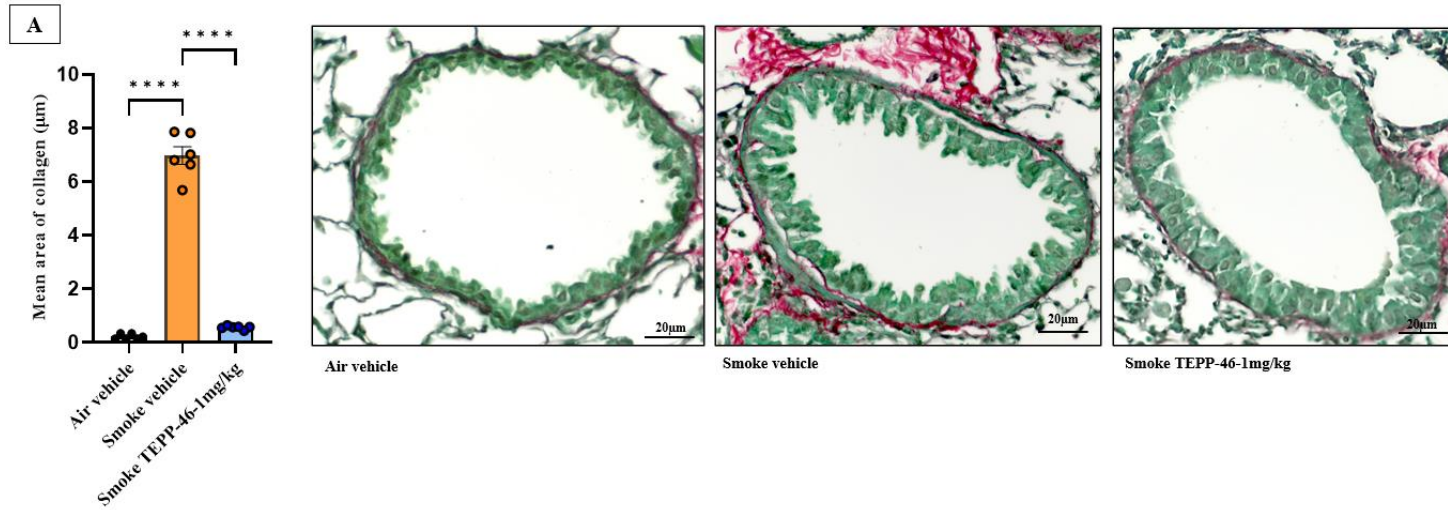 A
****
****
10
8
6
4
2
0
Mean area of collagen (μm)
Air vehicle
Smoke vehicle
Smoke TEPP-46-1mg/kg
20μm
20μm
20μm
Air vehicle
Smoke vehicle
Smoke TEPP-46-1mg/kg